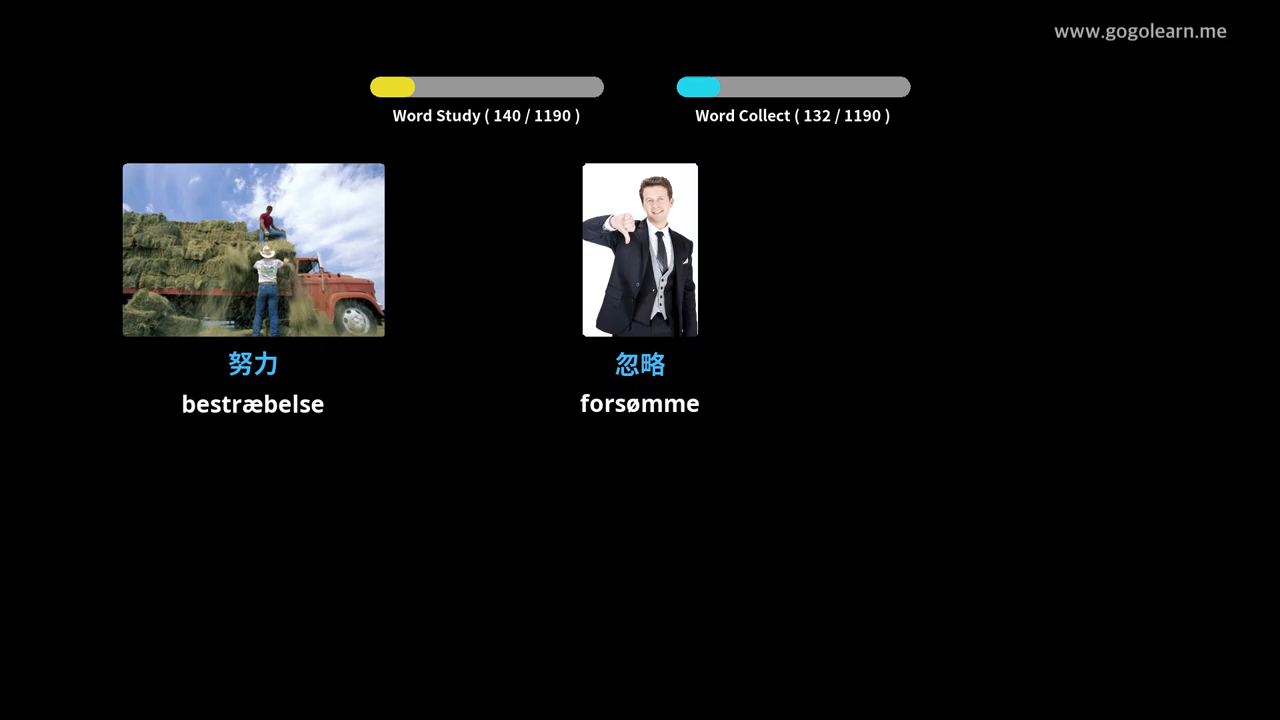 www.gogolearn.me
Word Study ( 140 / 1190 )
Word Collect ( 132 / 1190 )
努力
bestræbelse
忽略
forsømme